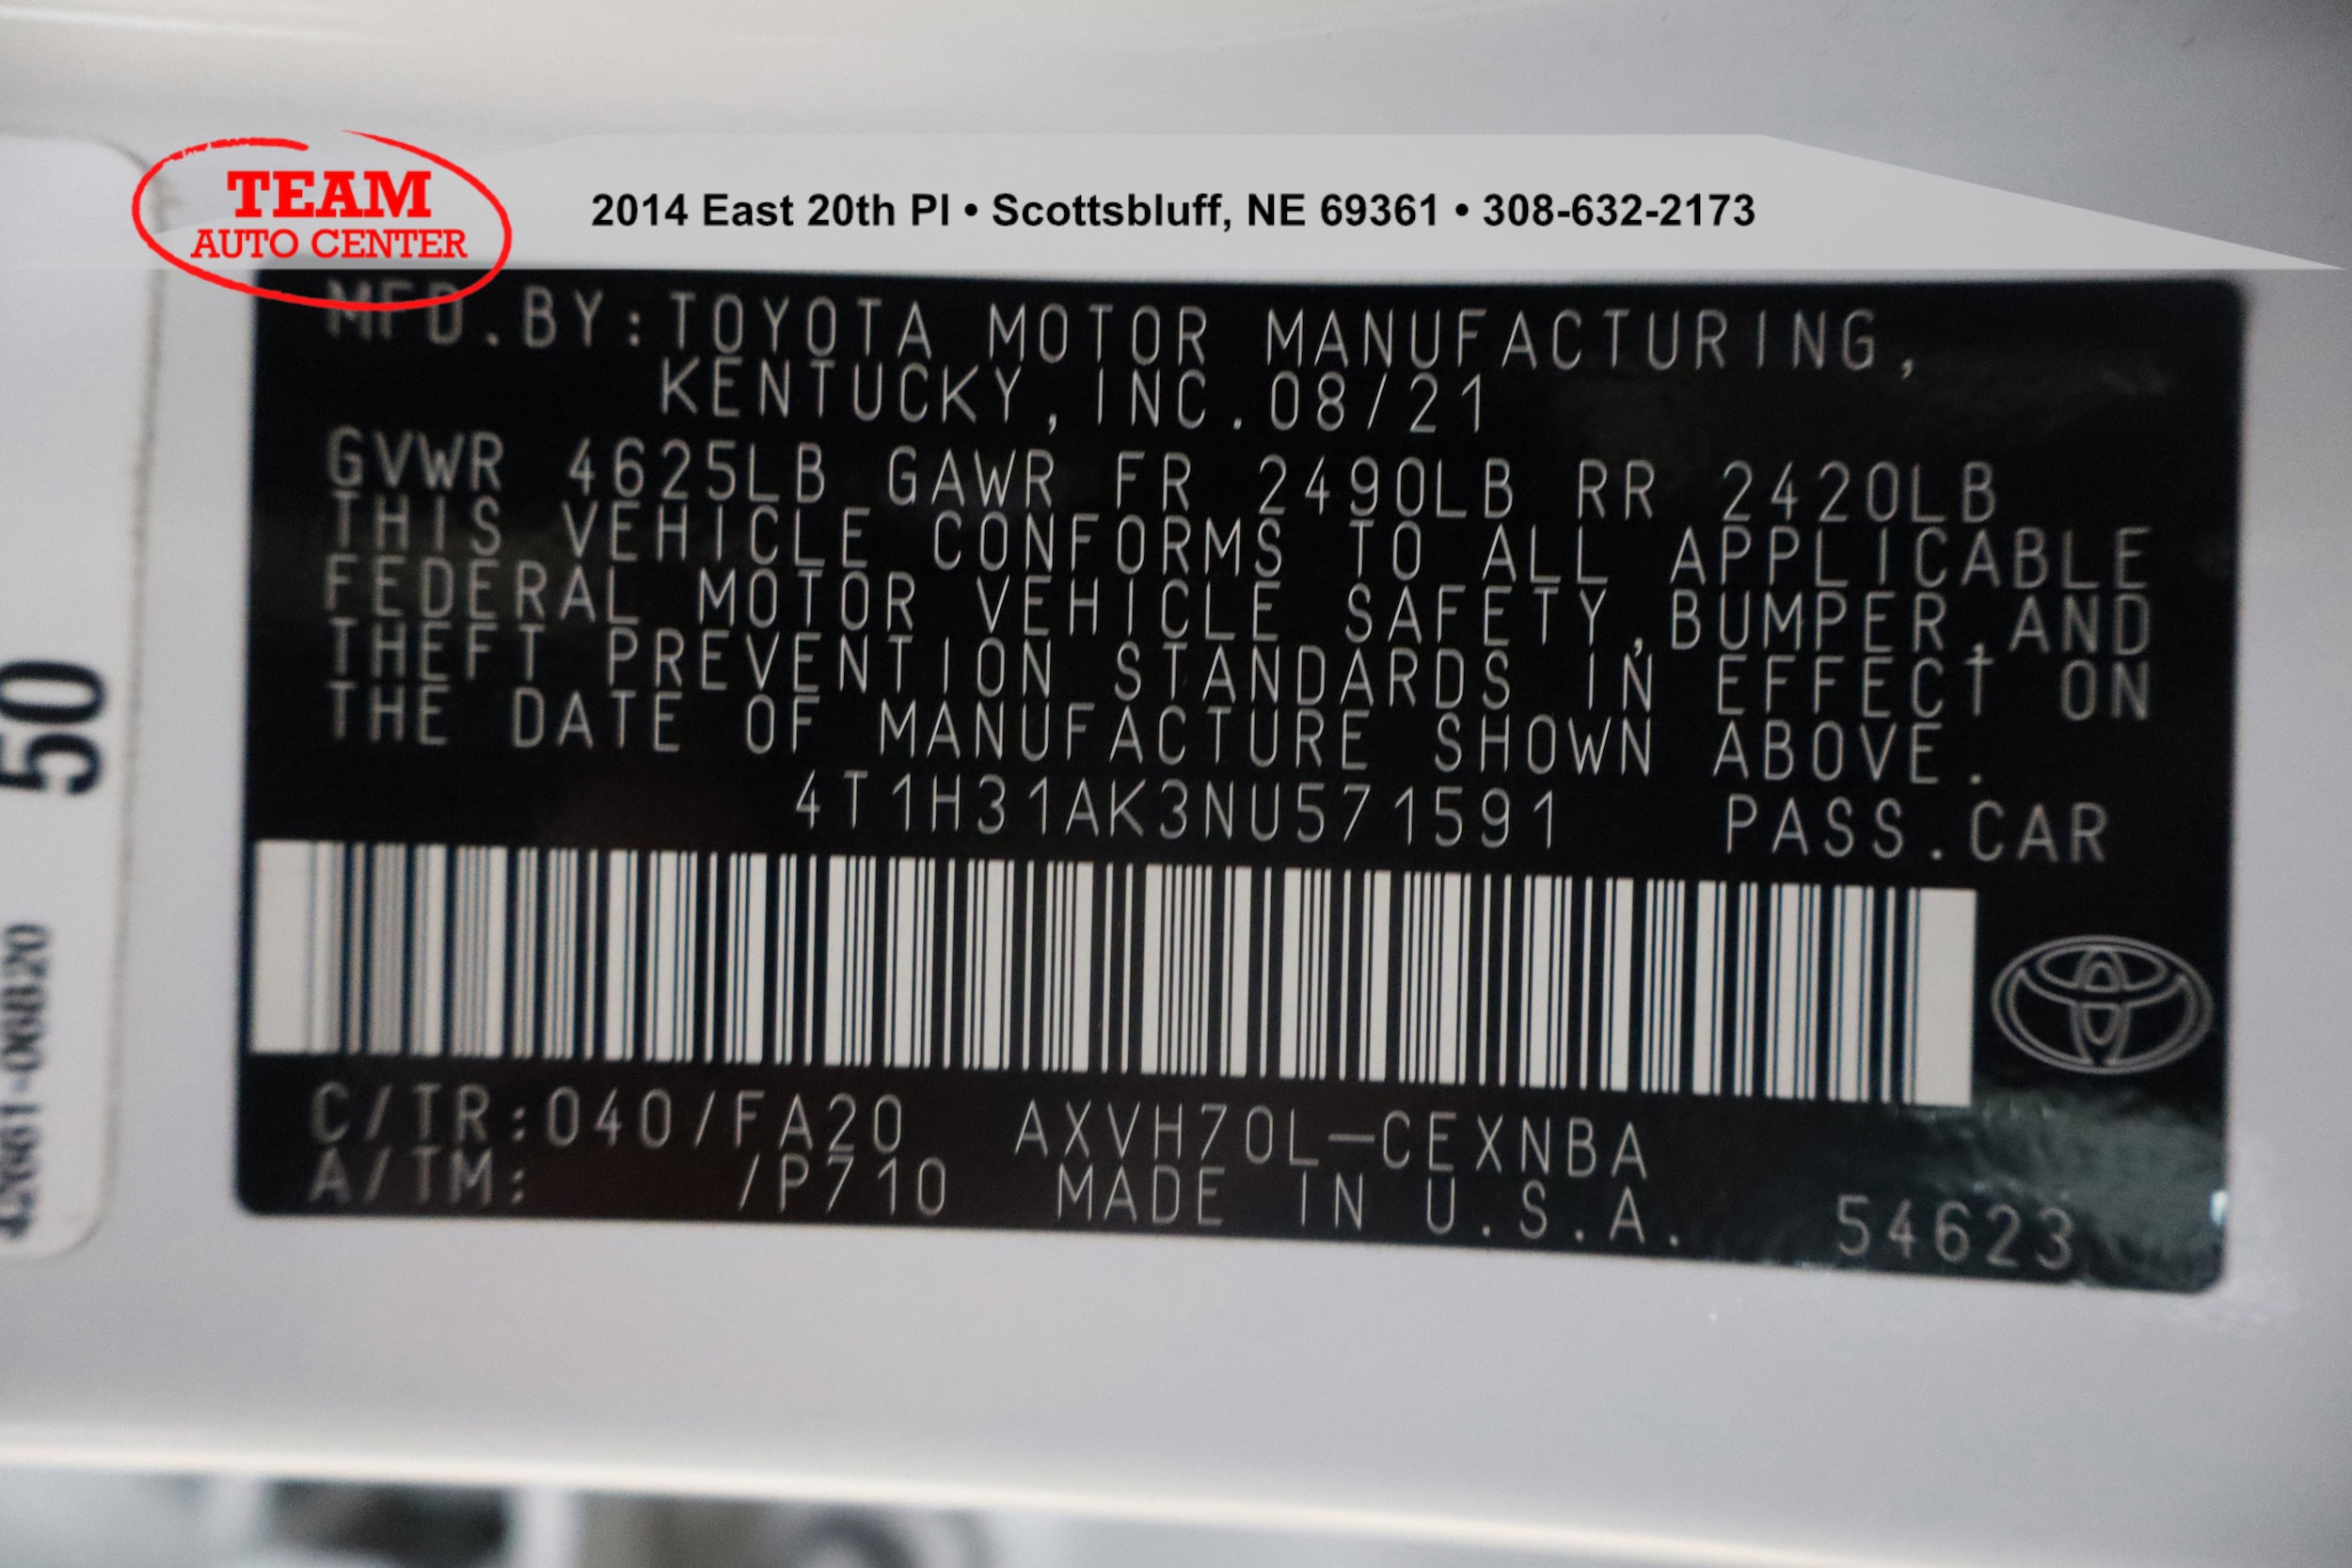 TEAM
AUTO CENTER
2014 East 20th Pl • Scottsbluff, NE 69361 • 308-632-2173
MFD.BY:TOYOTA MOTOR MANUFACTURING,
KENTUCKY,INC.08/21
GVWR 4625LB GAWR FR 2490LB RR 2420LB
THIS VEHICLE CONFORMS TO ALL APPLICABLE
FEDERAL MOTOR VEHICLE SAFETY,BUMPER,AND
THEFT PREVENTION STANDARDS IN EFFECT ON
THE DATE OF MANUFACTURE SHOWN ABOVE.
4T1H31AK3NU571591 PASS.CAR
C/TR:040/FA20 AXVH70L-CEXNBA
A/TM: /P710 MADE IN U.S.A. 54623
50